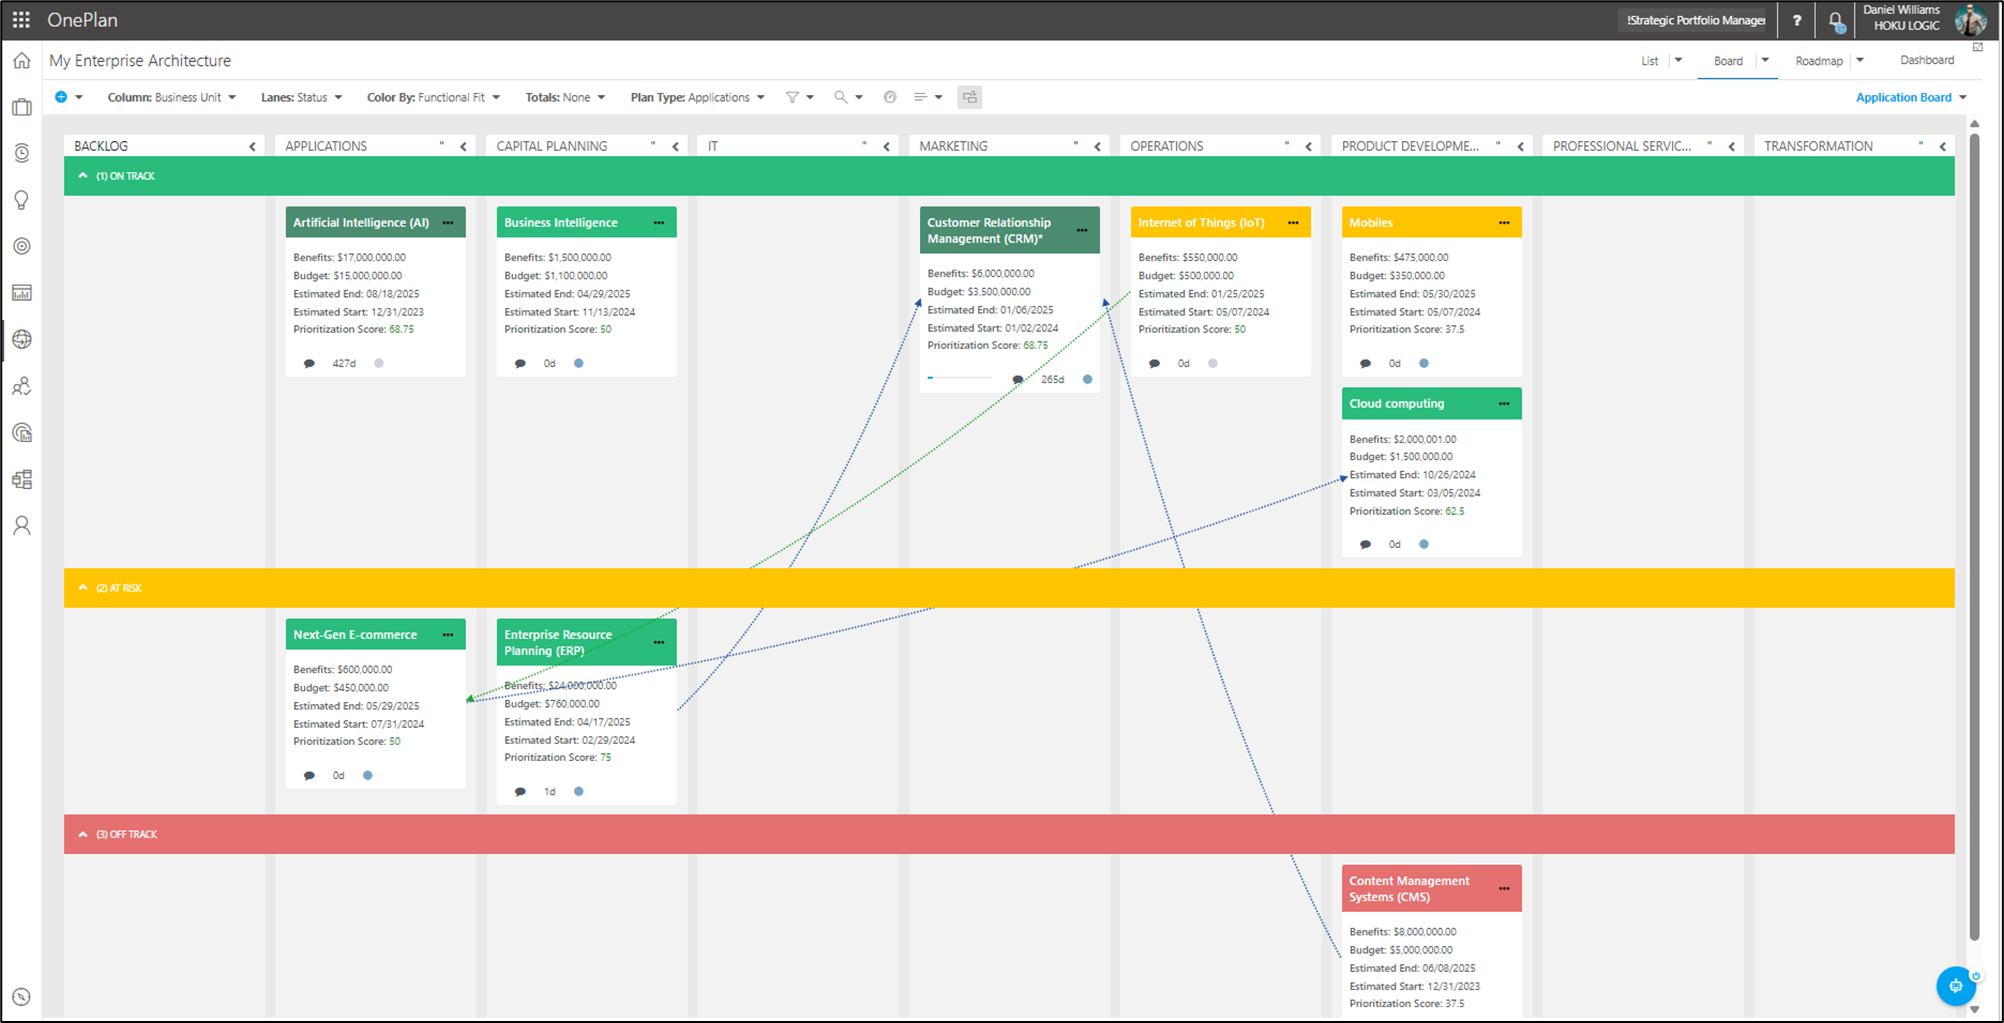 OnePlan
!Strategic Portfolio Manager
?
Daniel Williams
HOKU LOGIC
My Enterprise Architecture
List
Board
Roadmap
Dashboard
Column: Business Unit
Lanes: Status
Color By: Functional Fit
Totals: None
Plan Type: Applications
Application Board
BACKLOG
APPLICATIONS
CAPITAL PLANNING
IT
MARKETING
OPERATIONS
PRODUCT DEVELOPME...
PROFESSIONAL SERVIC...
TRANSFORMATION
(1) ON TRACK
Artificial Intelligence (AI)
Benefits: $17,000,000.00
Budget: $15,000,000.00
Estimated End: 08/18/2025
Estimated Start: 12/31/2023
Prioritization Score: 68.75
427d
Business Intelligence
Benefits: $1,500,000.00
Budget: $1,100,000.00
Estimated End: 04/29/2025
Estimated Start: 11/13/2024
Prioritization Score: 50
0d
Customer Relationship
Management (CRM)*
Benefits: $6,000,000.00
Budget: $3,500,000.00
Estimated End: 01/06/2025
Estimated Start: 01/02/2024
Prioritization Score: 68.75
265d
Internet of Things (IoT)
Benefits: $550,000.00
Budget: $500,000.00
Estimated End: 01/25/2025
Estimated Start: 05/07/2024
Prioritization Score: 50
0d
Mobiles
Benefits: $475,000.00
Budget: $350,000.00
Estimated End: 05/30/2025
Estimated Start: 05/07/2024
Prioritization Score: 37.5
0d
Cloud computing
Benefits: $2,000,001.00
Budget: $1,500,000.00
Estimated End: 10/26/2024
Estimated Start: 03/05/2024
Prioritization Score: 62.5
0d
(2) AT RISK
Next-Gen E-commerce
Benefits: $600,000.00
Budget: $450,000.00
Estimated End: 05/29/2025
Estimated Start: 07/31/2024
Prioritization Score: 50
0d
Enterprise Resource
Planning (ERP)
Benefits: $24,000,000.00
Budget: $760,000.00
Estimated End: 04/17/2025
Estimated Start: 02/29/2024
Prioritization Score: 75
1d
(3) OFF TRACK
Content Management
Systems (CMS)
Benefits: $8,000,000.00
Budget: $5,000,000.00
Estimated End: 06/08/2025
Estimated Start: 12/31/2023
Prioritization Score: 37.5